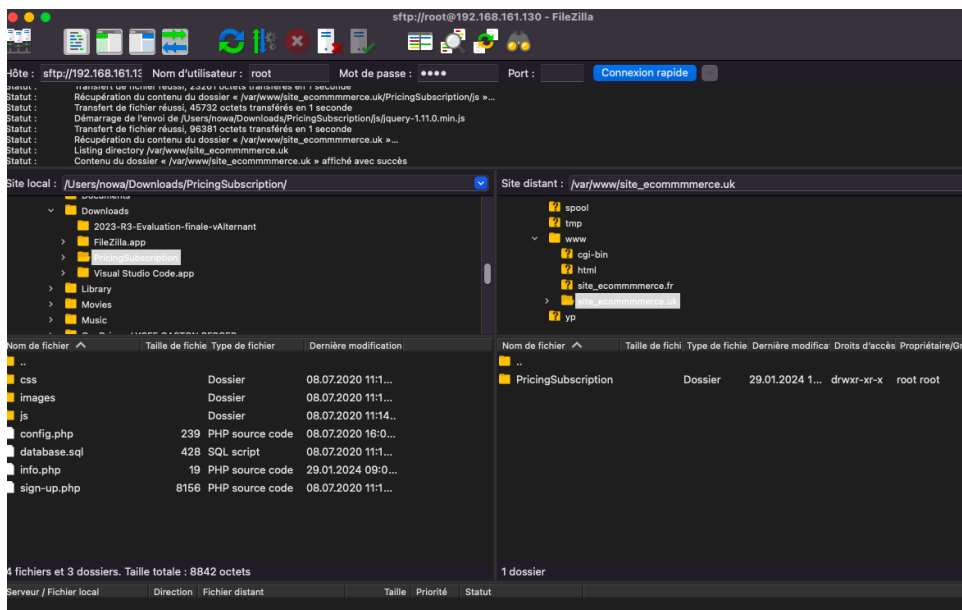 sftp://root@192.168.161.130 - FileZilla
Hôte : sftp://192.168.161.13 Nom d'utilisateur : root Mot de passe : •••• Port : Connexion rapide
Statut : Transfert de fichier réussi, 23261 octets transférés en 1 seconde
Statut : Récupération du contenu du dossier « /var/www/site_ecommmmerce.uk/PricingSubscription/js »...
Statut : Transfert de fichier réussi, 45732 octets transférés en 1 seconde
Statut : Démarrage de l'envoi de /Users/nowa/Downloads/PricingSubscription/js/jquery-1.11.0.min.js
Statut : Transfert de fichier réussi, 96381 octets transférés en 1 seconde
Statut : Récupération du contenu du dossier « /var/www/site_ecommmmerce.uk »...
Statut : Listing directory /var/www/site_ecommmmerce.uk
Statut : Contenu du dossier « /var/www/site_ecommmmerce.uk » affiché avec succès
Site local : /Users/nowa/Downloads/PricingSubscription/
Documents
Downloads
2023-R3-Evaluation-finale-vAlternant
FileZilla.app
PricingSubscription
Visual Studio Code.app
Library
Movies
Music
Site distant : /var/www/site_ecommmmerce.uk
spool
tmp
www
cgi-bin
html
site_ecommmmerce.fr
site_ecommmmerce.uk
yp
Nom de fichier Taille de fichie Type de fichier Dernière modification
..
css Dossier 08.07.2020 11:1...
images Dossier 08.07.2020 11:1...
js Dossier 08.07.2020 11:14..
config.php 239 PHP source code 08.07.2020 16:0...
database.sql 428 SQL script 08.07.2020 11:1...
info.php 19 PHP source code 29.01.2024 09:0...
sign-up.php 8156 PHP source code 08.07.2020 11:1...
4 fichiers et 3 dossiers. Taille totale : 8842 octets
Nom de fichier Taille de fichi Type de fichie Dernière modifica Droits d'accès Propriétaire/Gr
..
PricingSubscription Dossier 29.01.2024 1... drwxr-xr-x root root
1 dossier
Serveur / Fichier local Direction Fichier distant Taille Priorité Statut